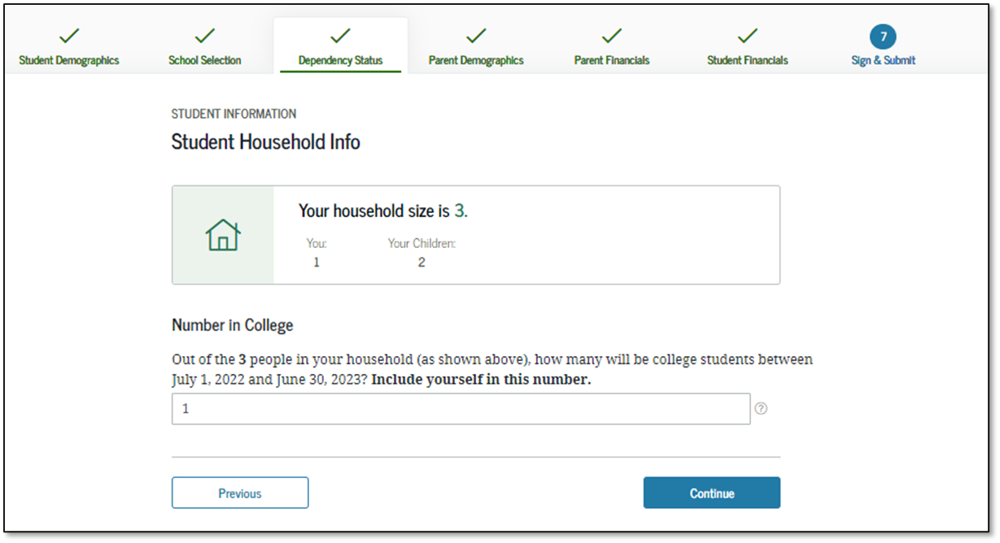 Student Demographics
School Selection
Dependency Status
Parent Demographics
Parent Financials
Student Financials
7
Sign & Submit
STUDENT INFORMATION
Student Household Info
Your household size is 3.
You: Your Children:
1 2
Number in College
Out of the 3 people in your household (as shown above), how many will be college students between
July 1, 2022 and June 30, 2023? Include yourself in this number.
1
?
Previous
Continue